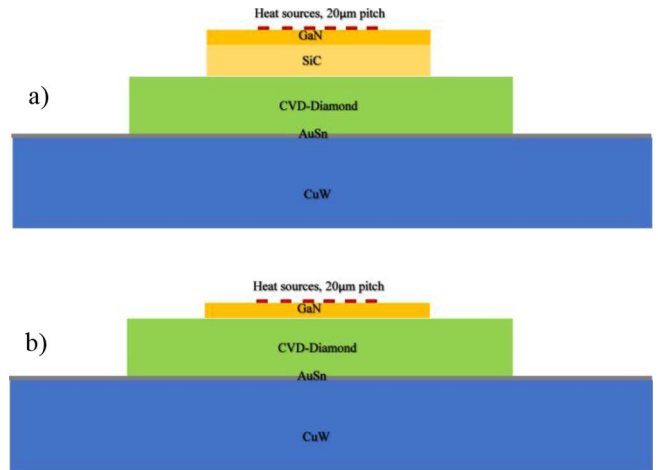 Heat sources, 20μm pitch
GaN
SiC
a)
CVD-Diamond
AuSn
CuW
Heat sources, 20μm pitch
GaN
b)
CVD-Diamond
AuSn
CuW